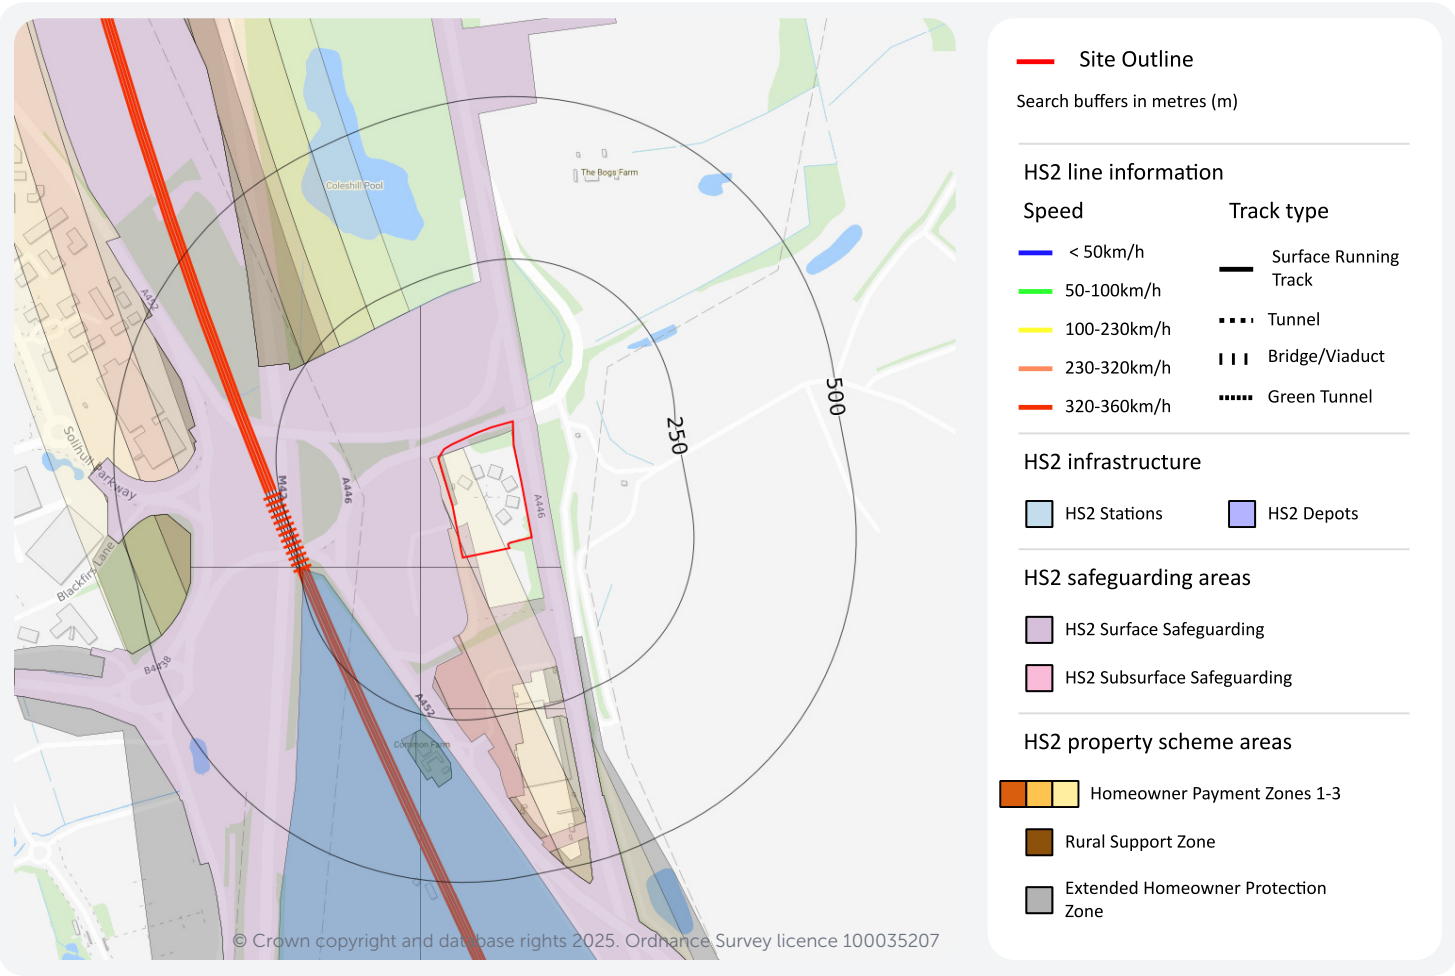 Coleshill Pool
The Bogs Farm
A452
500
250
Solihull Parkway
M42
A446
A446
Blackfirs Lane
B4438
A452
Common Farm
© Crown copyright and database rights 2025. Ordnance Survey licence 100035207
Site Outline
Search buffers in metres (m)
HS2 line information
Speed
Track type
< 50km/h
50-100km/h
100-230km/h
230-320km/h
320-360km/h
Surface Running
Track
Tunnel
Bridge/Viaduct
Green Tunnel
HS2 infrastructure
HS2 Stations
HS2 Depots
HS2 safeguarding areas
HS2 Surface Safeguarding
HS2 Subsurface Safeguarding
HS2 property scheme areas
Homeowner Payment Zones 1-3
Rural Support Zone
Extended Homeowner Protection
Zone